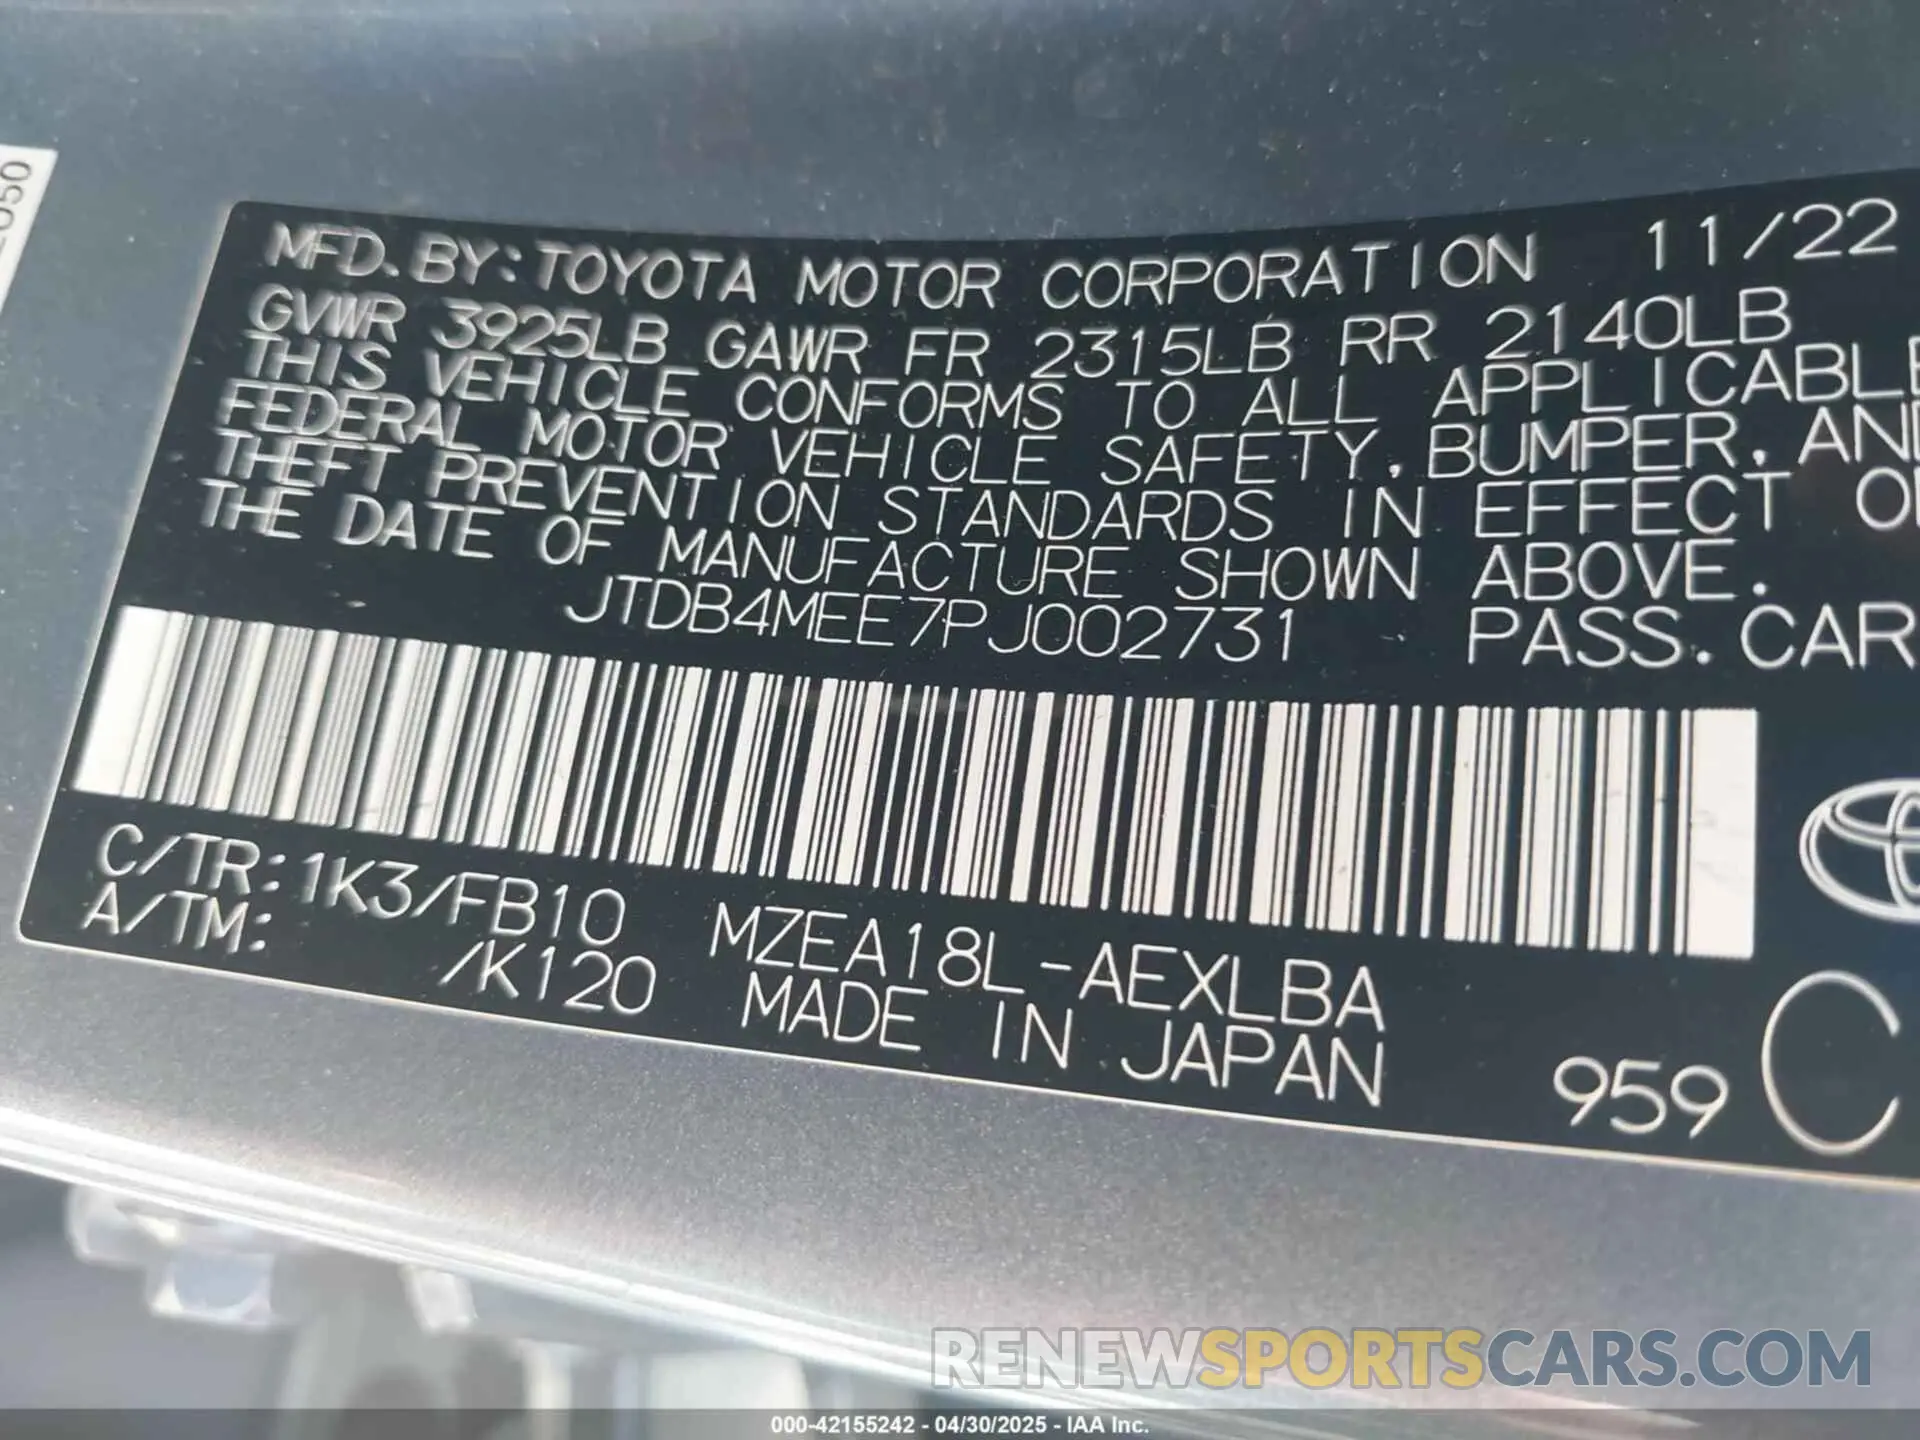 MFD. BY: TOYOTA MOTOR CORPORATION 11/22
GVWR 3925LB GAWR FR 2315LB RR 2140LB
THIS VEHICLE CONFORMS TO ALL APPLICABLE
FEDERAL MOTOR VEHICLE SAFETY, BUMPER, AND
THEFT PREVENTION STANDARDS IN EFFECT
THE DATE OF MANUFACTURE SHOWN ABOVE.
JTDB4MEE7PJ002731 PASS.CAR
C/TR:1K3/FB10 MZEA18L-AEXLBA
A/TM: /K120 MADE IN JAPAN
959 C
RENEWSPORTSCARS.COM
000-42155242 - 04/30/2025 - IAA Inc.